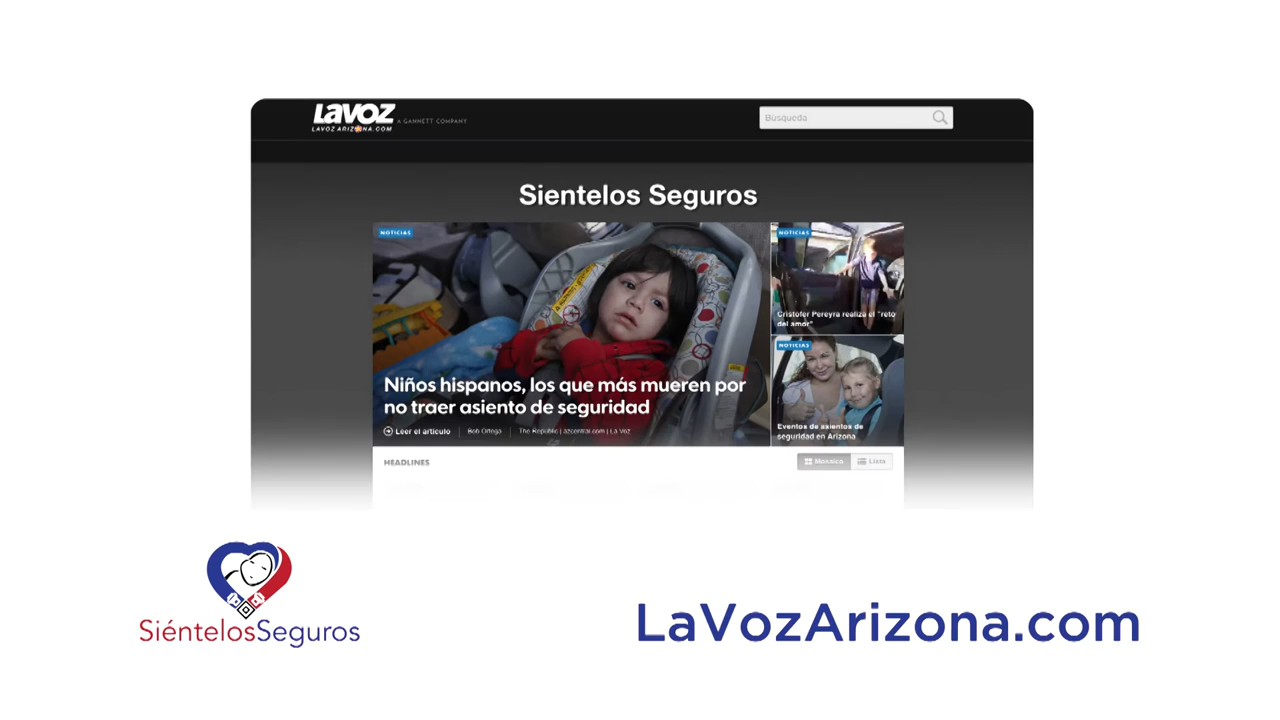 LaVOZ
A GANNETT COMPANY
LAVOZARIZONA.COM
Búsqueda
Sientelos Seguros
NOTICIAS
Niños hispanos, los que más mueren por
no traer asiento de seguridad
Leer el artículo
Bob Ortega
The Republic | azcentral.com | La Voz
NOTICIAS
Cristofer Pereyra realiza el "reto
del amor"
NOTICIAS
Eventos de asientos de
seguridad en Arizona
HEADLINES
Mosaico
Lista
SiéntelosSeguros
LaVozArizona.com